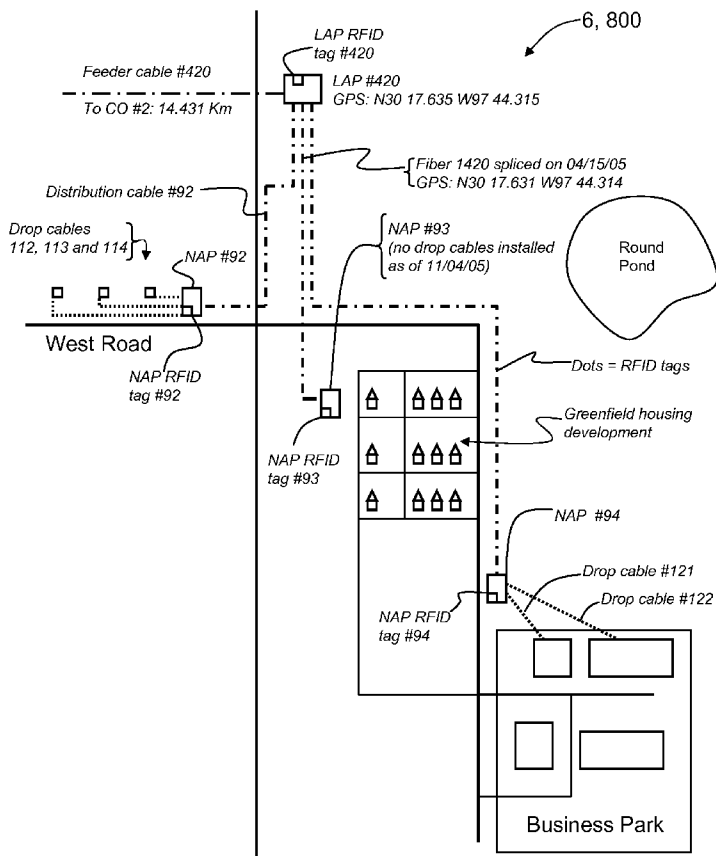 6, 800
LAP RFID
tag #420
Feeder cable #420
LAP #420
GPS: N30 17.635 W97 44.315
To CO #2: 14.431 Km
Fiber 1420 spliced on 04/15/05
GPS: N30 17.631 W97 44.314
Distribution cable #92
NAP #93
(no drop cables installed
as of 11/04/05)
Drop cables
112, 113 and 114
NAP #92
Round
Pond
West Road
NAP RFID
tag #92
Dots = RFID tags
Greenfield housing
development
NAP RFID
tag #93
NAP #94
Drop cable #121
Drop cable #122
NAP RFID
tag #94
Business Park